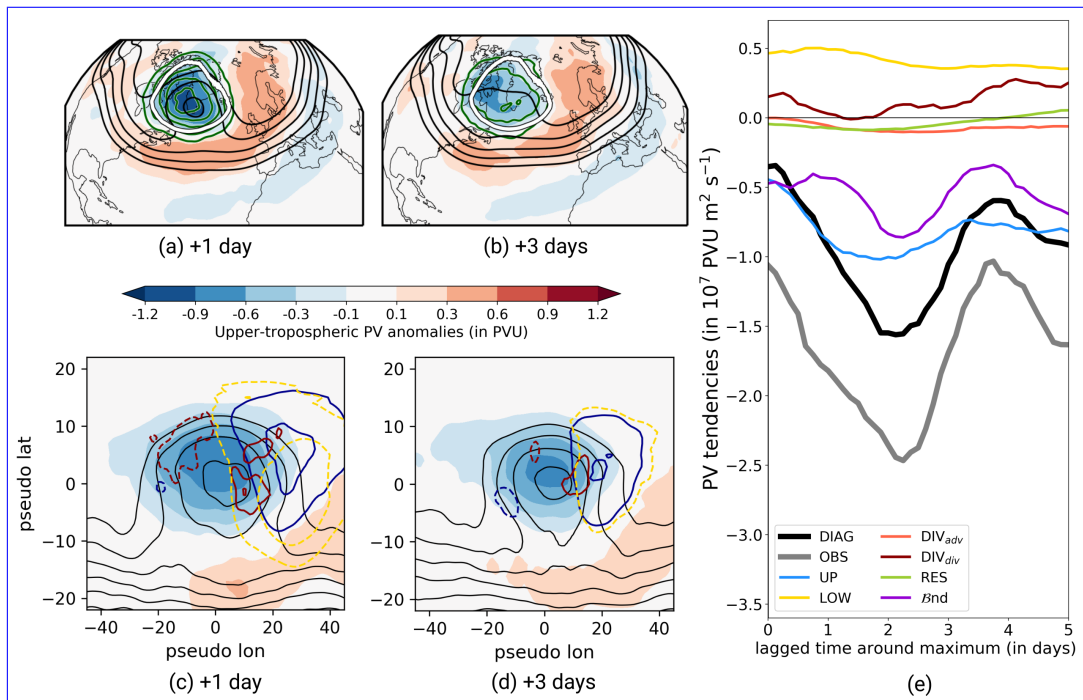 (a) +1 day
(b) +3 days
-1.2 -0.9 -0.6 -0.3 -0.1 0.1 0.3 0.6 0.9 1.2
Upper-tropospheric PV anomalies (in PVU)
pseudo lat
20
10
0
−10
−20
−40 −20 0 20 40
pseudo lon
(c) +1 day
20
10
0
−10
−20
−40 −20 0 20 40
pseudo lon
(d) +3 days
PV tendencies (in 10⁷ PVU m² s⁻¹)
0.5
0.0
−0.5
−1.0
−1.5
−2.0
−2.5
−3.0
−3.5
DIAG
OBS
UP
LOW
DIV_adv
DIV_div
RES
ℬnd
0 1 2 3 4 5
lagged time around maximum (in days)
(e)